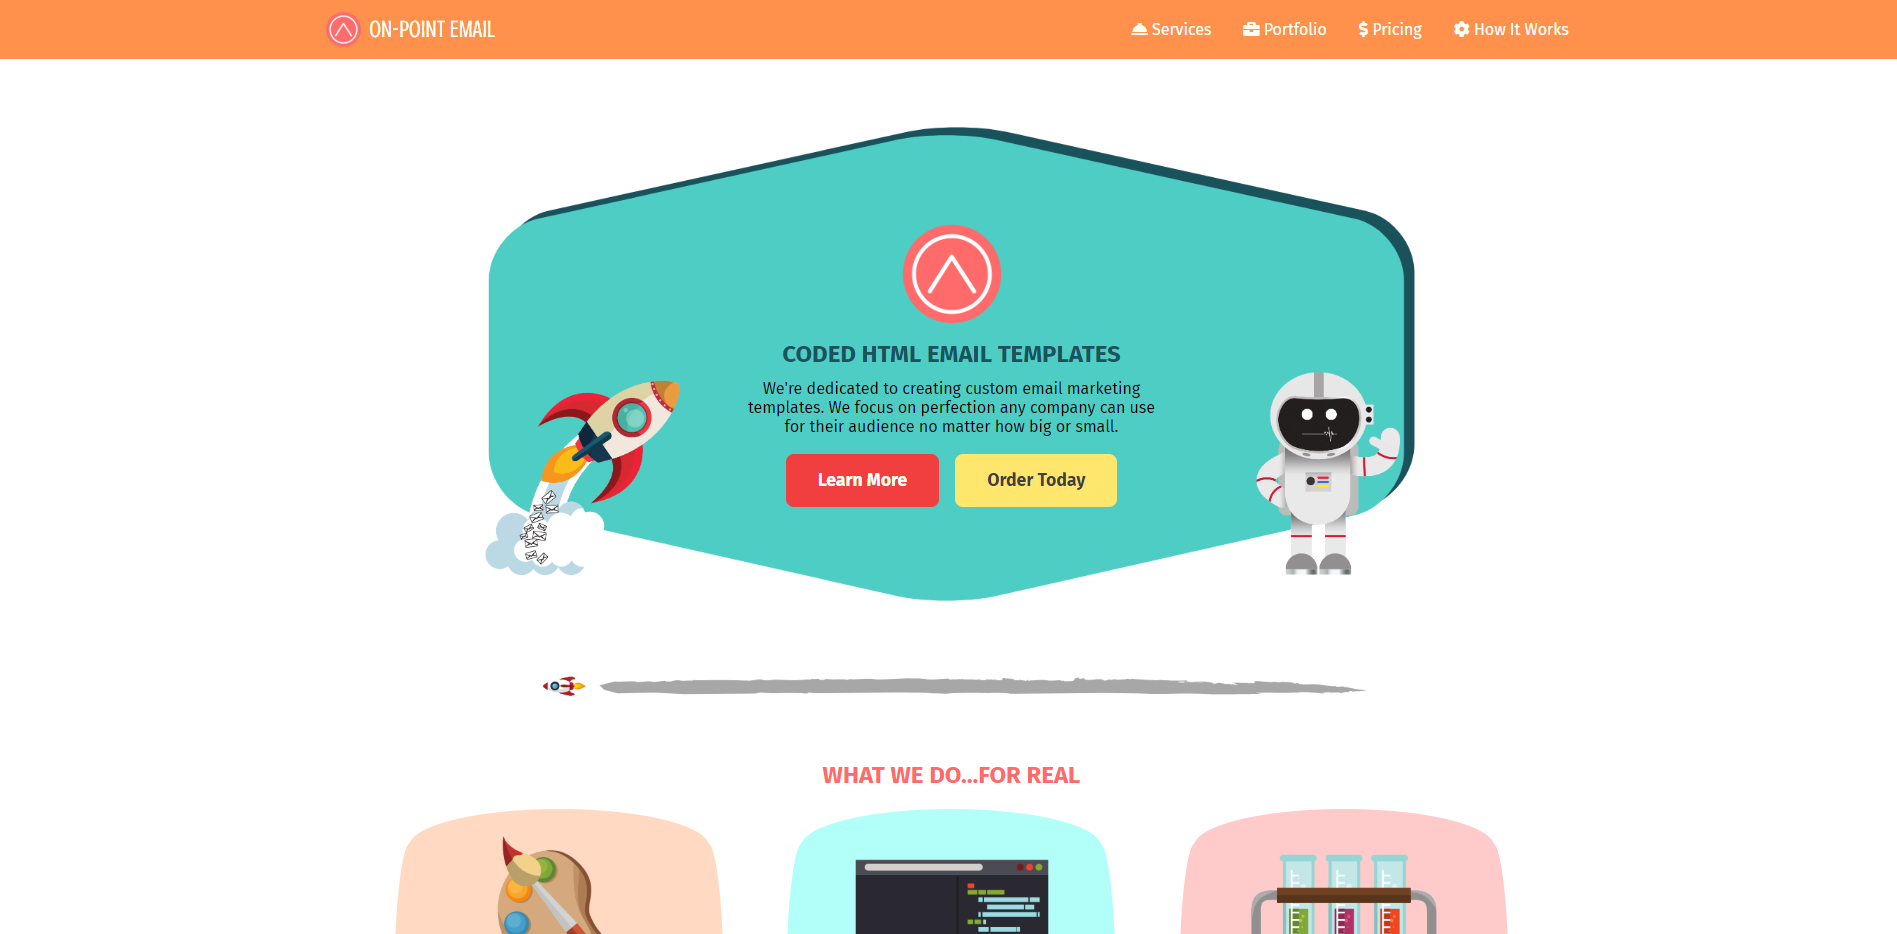 ON-POINT EMAIL
Services
Portfolio
Pricing
How It Works
CODED HTML EMAIL TEMPLATES
We're dedicated to creating custom email marketing
templates. We focus on perfection any company can use
for their audience no matter how big or small.
Learn More
Order Today
WHAT WE DO...FOR REAL